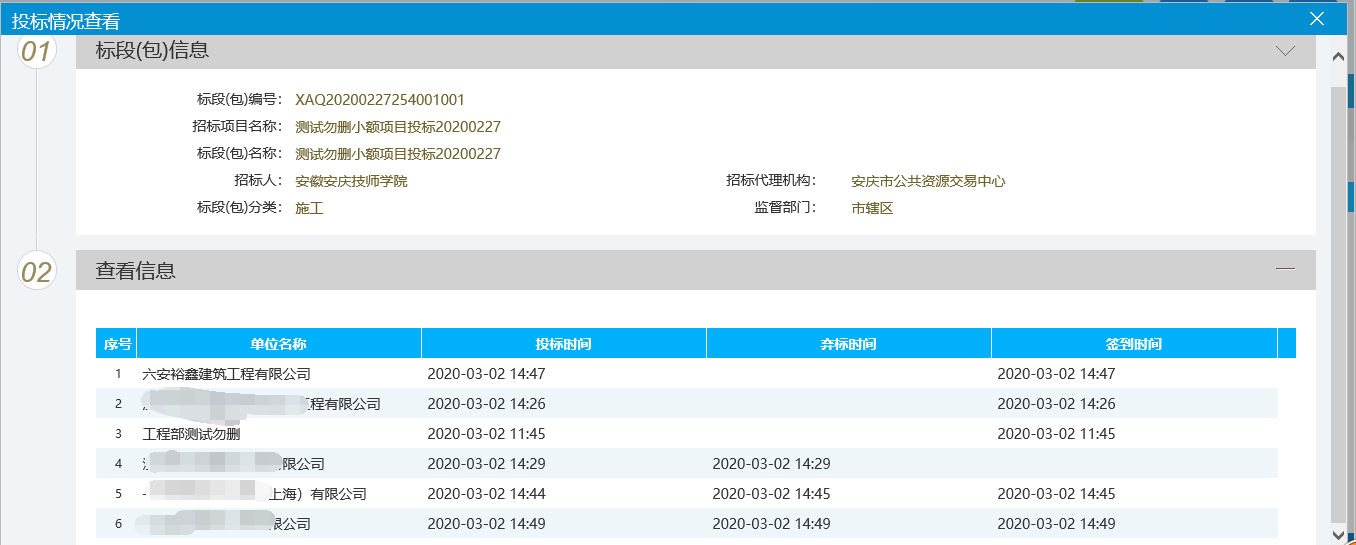 投标情况查看
01 标段(包)信息
标段(包)编号: XAQ20200227254001001
招标项目名称: 测试勿删小额项目投标20200227
标段(包)名称: 测试勿删小额项目投标20200227
招标人: 安徽安庆技师学院 招标代理机构: 安庆市公共资源交易中心
标段(包)分类: 施工 监督部门: 市辖区
02 查看信息
序号 单位名称 投标时间 弃标时间 签到时间
1 六安裕鑫建筑工程有限公司 2020-03-02 14:47 2020-03-02 14:47
2 程有限公司 2020-03-02 14:26 2020-03-02 14:26
3 工程部测试勿删 2020-03-02 11:45 2020-03-02 11:45
4 限公司 2020-03-02 14:29 2020-03-02 14:29
5 上海）有限公司 2020-03-02 14:44 2020-03-02 14:45 2020-03-02 14:45
6 限公司 2020-03-02 14:49 2020-03-02 14:49 2020-03-02 14:49